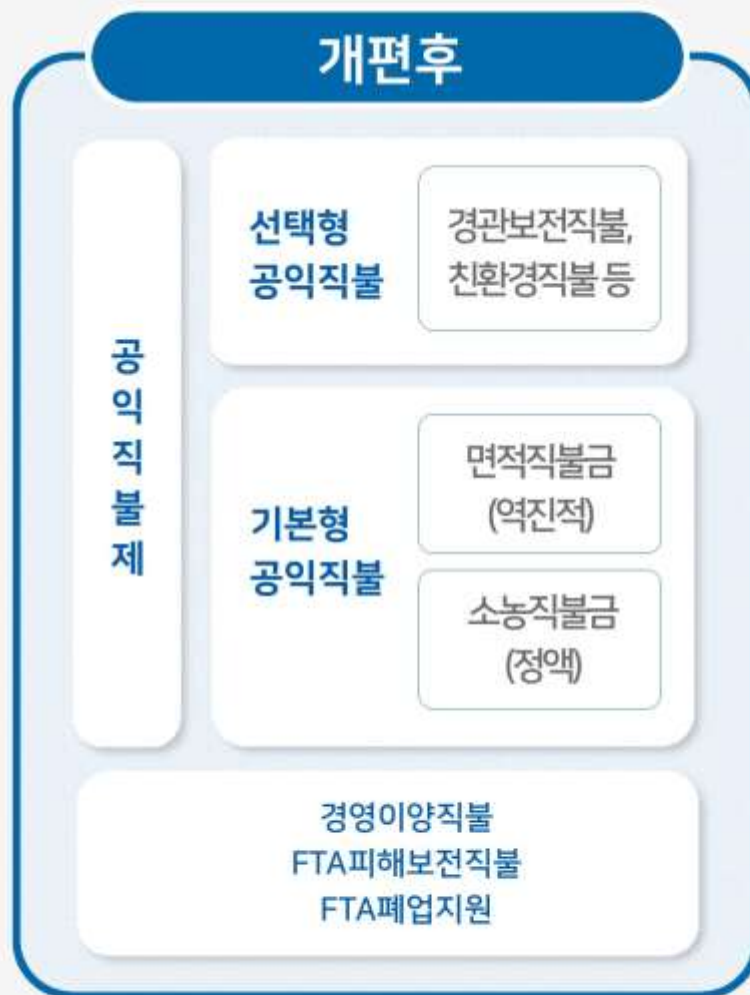 개편후
공익직불제
선택형
공익직불
경관보전직불,
친환경직불 등
기본형
공익직불
면적직불금
(역진적)
소농직불금
(정액)
경영이양직불
FTA피해보전직불
FTA폐업지원